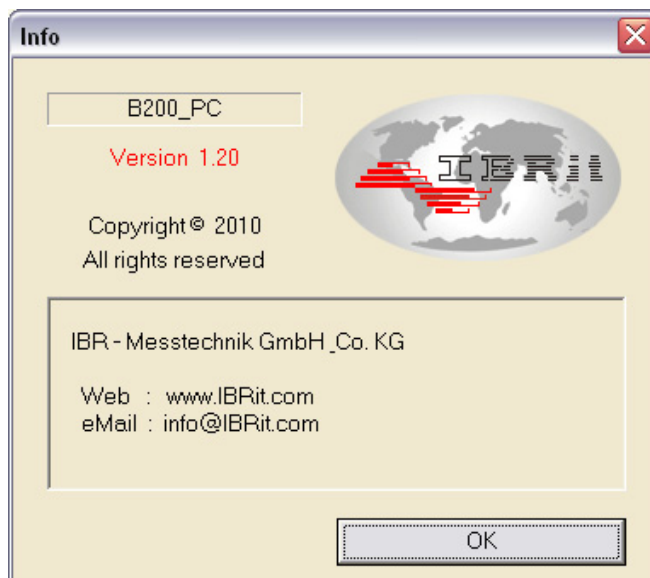 Info
B200_PC
Version 1.20
IBRit
Copyright © 2010
All rights reserved
IBR - Messtechnik GmbH_Co. KG
Web : www.IBRit.com
eMail : info@IBRit.com
OK